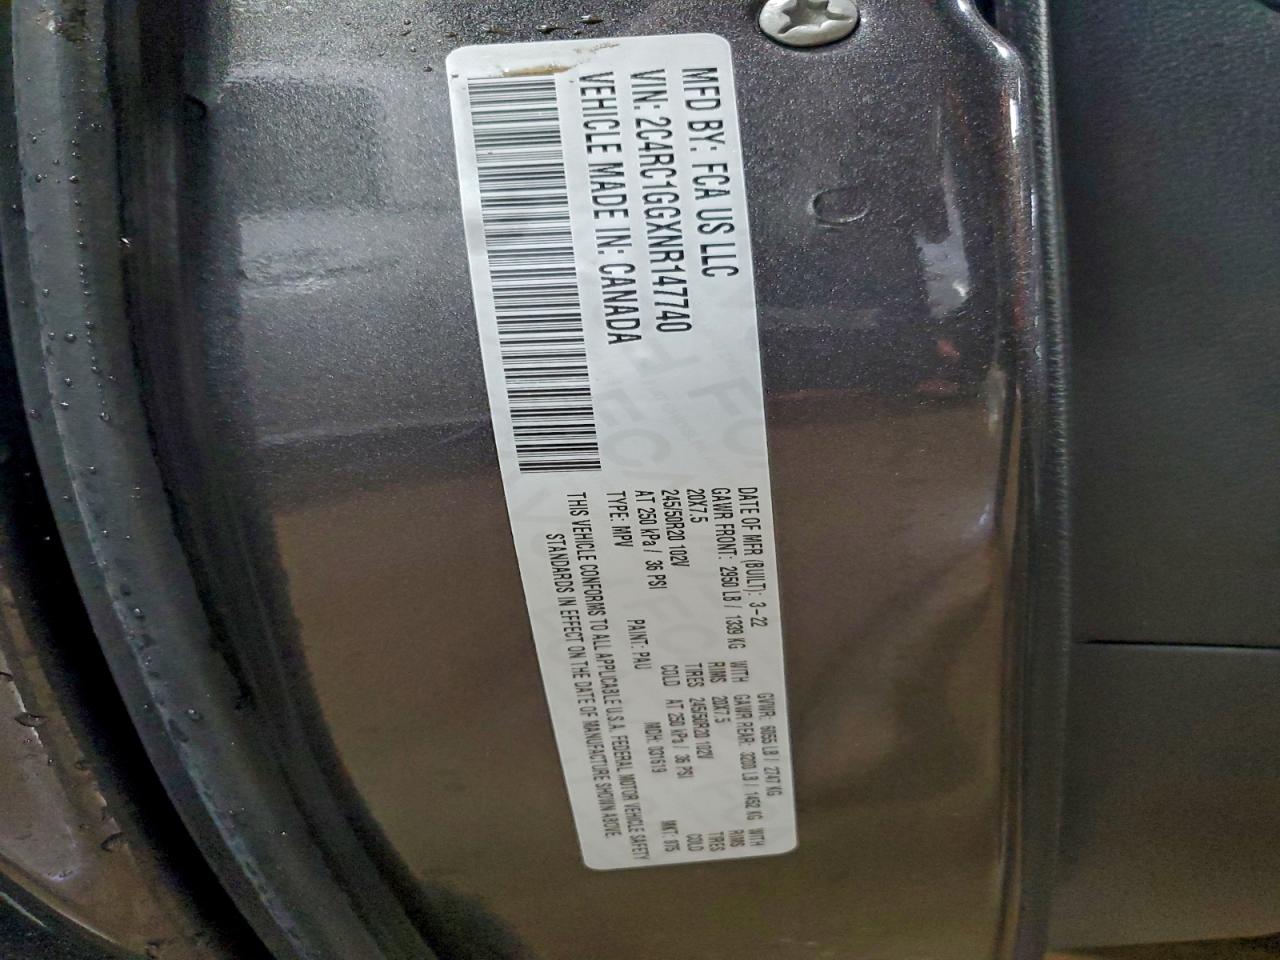 MFD BY: FCA US LLC
VIN: 2C4RC1GGXNR147740
VEHICLE MADE IN: CANADA
DATE OF MFR (BUILT): 3-22 GVWR: 6055 LB / 2747 KG
GAWR FRONT: 2950 LB / 1339 KG WITH GAWR REAR: 3200 LB / 1452 KG WITH
20X7.5 RIMS 20X7.5 RIMS
245/50R20 102V TIRES 245/50R20 102V TIRES
AT 250 kPa / 36 PSI COLD AT 250 kPa / 36 PSI COLD
TYPE: MPV PAINT: PAU MDH: 031619 MKT: 875
THIS VEHICLE CONFORMS TO ALL APPLICABLE U.S.A. FEDERAL MOTOR VEHICLE SAFETY
STANDARDS IN EFFECT ON THE DATE OF MANUFACTURE SHOWN ABOVE.